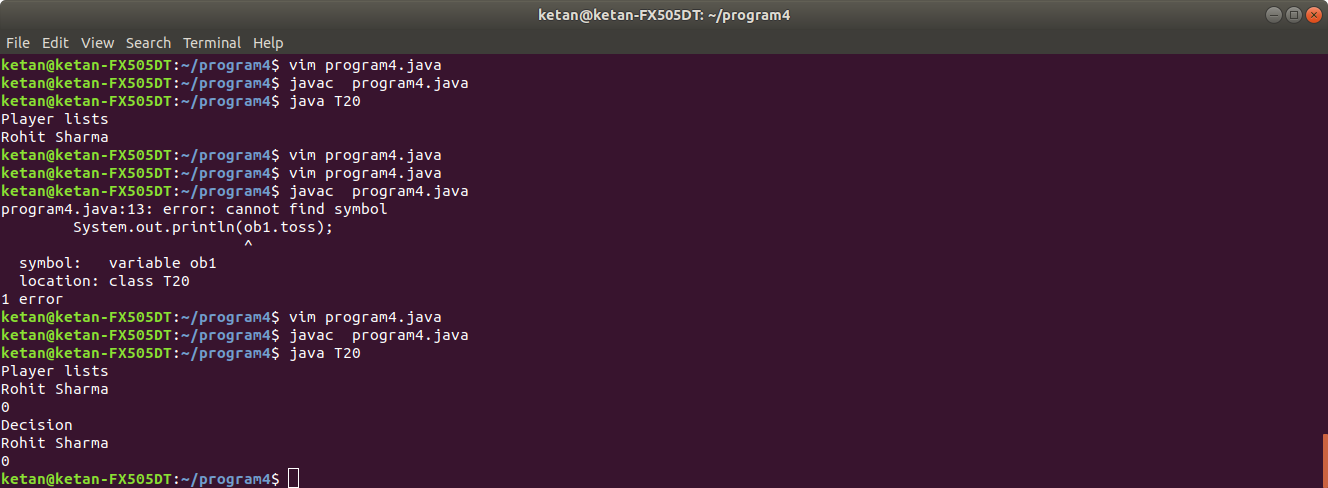 ketan@ketan-FX505DT: ~/program4
File Edit View Search Terminal Help
ketan@ketan-FX505DT:~/program4$ vim program4.java
ketan@ketan-FX505DT:~/program4$ javac  program4.java
ketan@ketan-FX505DT:~/program4$ java T20
Player lists
Rohit Sharma
ketan@ketan-FX505DT:~/program4$ vim program4.java
ketan@ketan-FX505DT:~/program4$ vim program4.java
ketan@ketan-FX505DT:~/program4$ javac  program4.java
program4.java:13: error: cannot find symbol
        System.out.println(ob1.toss);
                           ^
  symbol:   variable ob1
  location: class T20
1 error
ketan@ketan-FX505DT:~/program4$ vim program4.java
ketan@ketan-FX505DT:~/program4$ javac  program4.java
ketan@ketan-FX505DT:~/program4$ java T20
Player lists
Rohit Sharma
0
Decision
Rohit Sharma
0
ketan@ketan-FX505DT:~/program4$